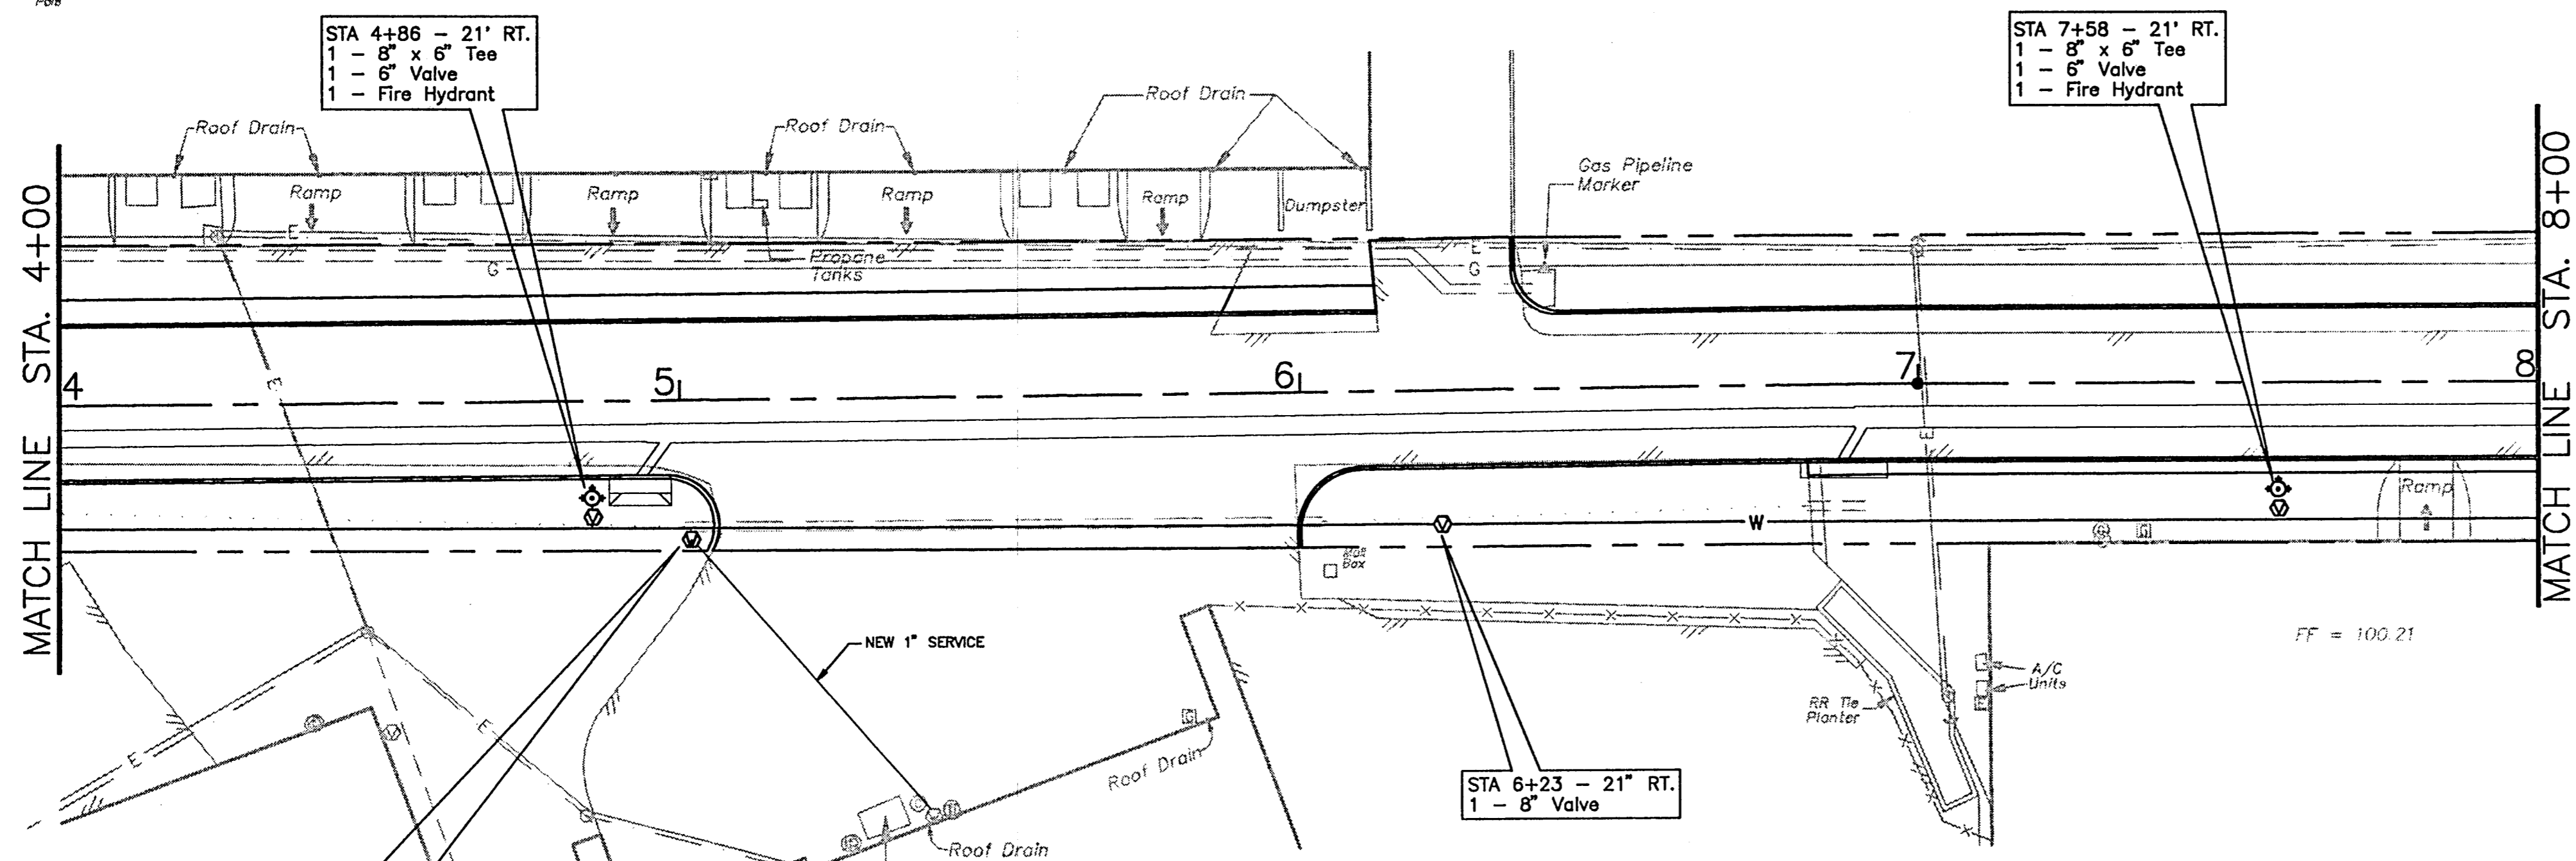 STA 4+86 - 21' RT.
1 - 8" x 6" Tee
1 - 6" Valve
1 - Fire Hydrant
STA 7+58 - 21' RT.
1 - 8" x 6" Tee
1 - 6" Valve
1 - Fire Hydrant
Roof Drain
Roof Drain
Roof Drain
Gas Pipeline
Marker
Ramp
Ramp
Ramp
Ramp
Dumpster
Propane
Tanks
E
G
E
G
MATCH LINE STA. 4+00
MATCH LINE STA. 8+00
4
5
6
7
8
E
E
V
V
V
V
W
Ramp
G
Mail
Box
NEW 1" SERVICE
FF = 100.21
A/C
Units
E
RR Tie
Planter
E
E
V
G
Roof Drain
STA 6+23 - 21" RT.
1 - 8" Valve
Roof Drain